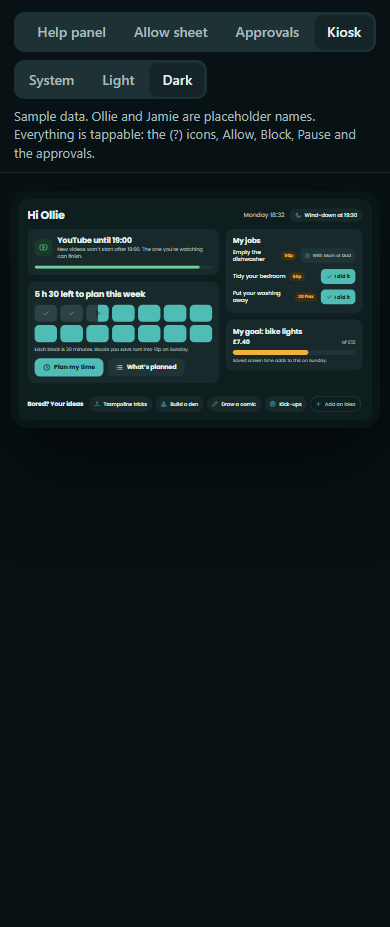 Help panel
Allow sheet
Approvals
Kiosk
System
Light
Dark
Sample data. Ollie and Jamie are placeholder names.
Everything is tappable: the (?) icons, Allow, Block, Pause and
the approvals.
Hi Ollie
Monday 18:32
Wind-down at 19:30
YouTube until 19:00
New videos won't start after 19:00. The one you're watching
can finish.
5 h 30 left to plan this week
Each block is 30 minutes. Blocks you save turn into 10p on Sunday.
Plan my time
What's planned
My jobs
Empty the
dishwasher
50p
With Mum or Dad
Tidy your bedroom
50p
I did it
Put your washing
away
20 Flex
I did it
My goal: bike lights
£7.40
of £12
Saved screen time adds to this on Sunday.
Bored? Your ideas
Trampoline tricks
Build a den
Draw a comic
Kick-ups
Add an idea